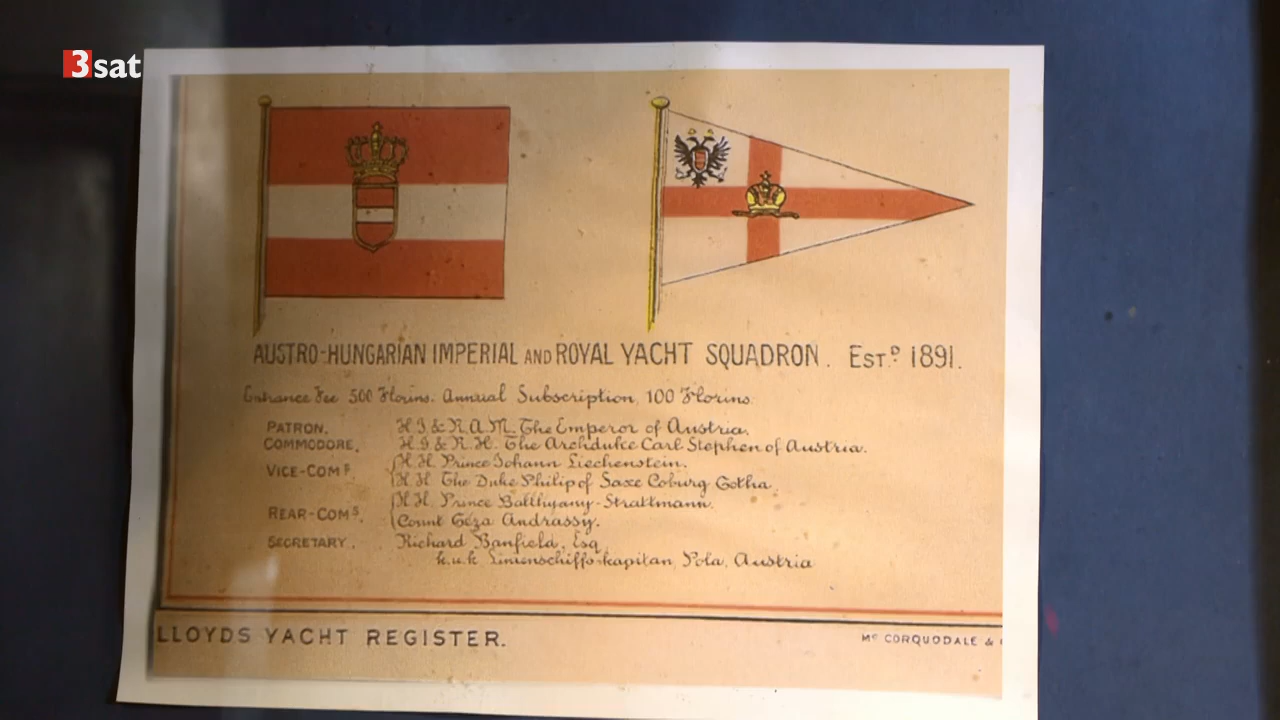 3sat
AUSTRO-HUNGARIAN IMPERIAL AND ROYAL YACHT SQUADRON. ESTD 1891.
Entrance Fee 500 Florins. Annual Subscription, 100 Florins.
PATRON. H.I & R.A.M. The Emperor of Austria.
COMMODORE. H.I & R.H. The Archduke Carl Stephen of Austria.
VICE-COMS. H.H. Prince Johann Liechenstein.
H.H. The Duke Philip of Saxe Coburg Gotha.
REAR-COMS. H.H. Prince Batthyany-Strattmann.
Count Géza Andrassy.
SECRETARY. Richard Banfield, Esq
k.u.k Linienschiffs-kapitan, Pola, Austria
LLOYDS YACHT REGISTER.
MC CORQUODALE &